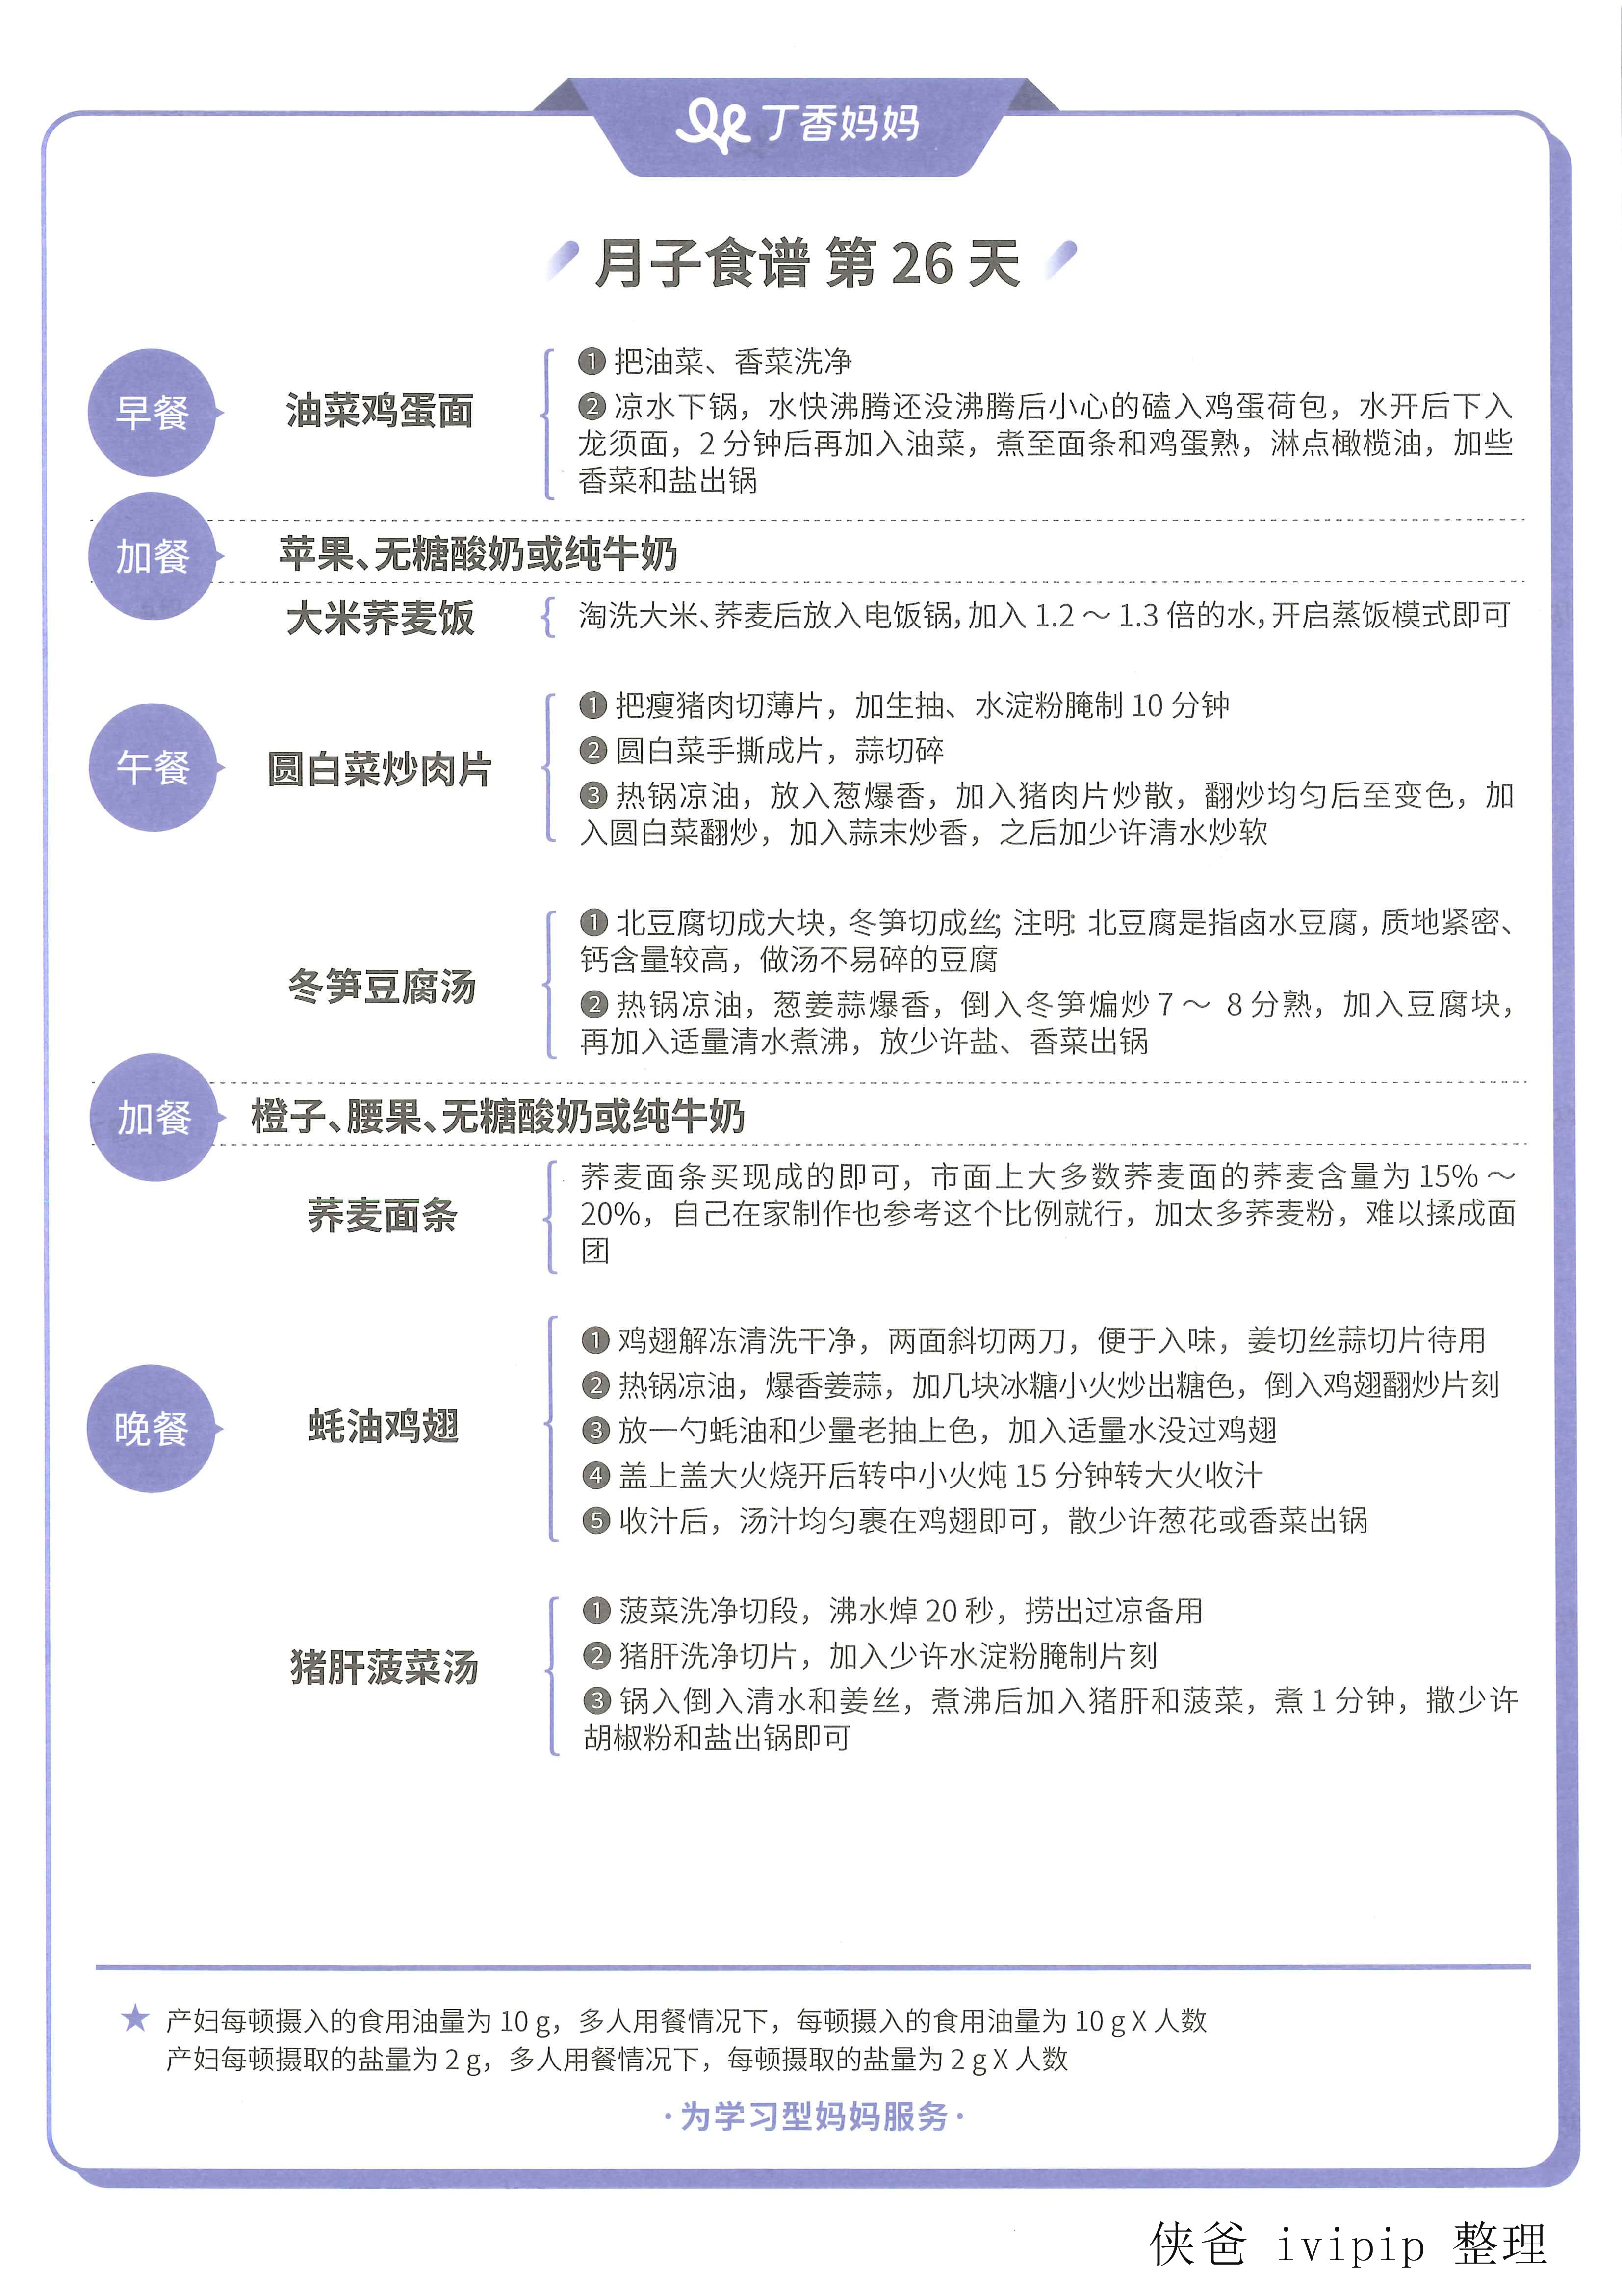 丁香妈妈
月子食谱 第 26 天
早餐
油菜鸡蛋面
❶ 把油菜、香菜洗净
❷ 凉水下锅，水快沸腾还没沸腾后小心的磕入鸡蛋荷包，水开后下入
龙须面，2 分钟后再加入油菜，煮至面条和鸡蛋熟，淋点橄榄油，加些
香菜和盐出锅
加餐
苹果、无糖酸奶或纯牛奶
大米荞麦饭
淘洗大米、荞麦后放入电饭锅，加入 1.2 ～ 1.3 倍的水，开启蒸饭模式即可
午餐
圆白菜炒肉片
❶ 把瘦猪肉切薄片，加生抽、水淀粉腌制 10 分钟
❷ 圆白菜手撕成片，蒜切碎
❸ 热锅凉油，放入葱爆香，加入猪肉片炒散，翻炒均匀后至变色，加
入圆白菜翻炒，加入蒜末炒香，之后加少许清水炒软
冬笋豆腐汤
❶ 北豆腐切成大块，冬笋切成丝；注明：北豆腐是指卤水豆腐，质地紧密、
钙含量较高，做汤不易碎的豆腐
❷ 热锅凉油，葱姜蒜爆香，倒入冬笋煸炒 7 ～ 8 分熟，加入豆腐块，
再加入适量清水煮沸，放少许盐、香菜出锅
加餐
橙子、腰果、无糖酸奶或纯牛奶
荞麦面条
荞麦面条买现成的即可，市面上大多数荞麦面的荞麦含量为 15% ～
20%，自己在家制作也参考这个比例就行，加太多荞麦粉，难以揉成面
团
晚餐
蚝油鸡翅
❶ 鸡翅解冻清洗干净，两面斜切两刀，便于入味，姜切丝蒜切片待用
❷ 热锅凉油，爆香姜蒜，加几块冰糖小火炒出糖色，倒入鸡翅翻炒片刻
❸ 放一勺蚝油和少量老抽上色，加入适量水没过鸡翅
❹ 盖上盖大火烧开后转中小火炖 15 分钟转大火收汁
❺ 收汁后，汤汁均匀裹在鸡翅即可，散少许葱花或香菜出锅
猪肝菠菜汤
❶ 菠菜洗净切段，沸水焯 20 秒，捞出过凉备用
❷ 猪肝洗净切片，加入少许水淀粉腌制片刻
❸ 锅入倒入清水和姜丝，煮沸后加入猪肝和菠菜，煮 1 分钟，撒少许
胡椒粉和盐出锅即可
★ 产妇每顿摄入的食用油量为 10 g，多人用餐情况下，每顿摄入的食用油量为 10 g X 人数
产妇每顿摄取的盐量为 2 g，多人用餐情况下，每顿摄取的盐量为 2 g X 人数
·为学习型妈妈服务·
侠爸 ivipip 整理